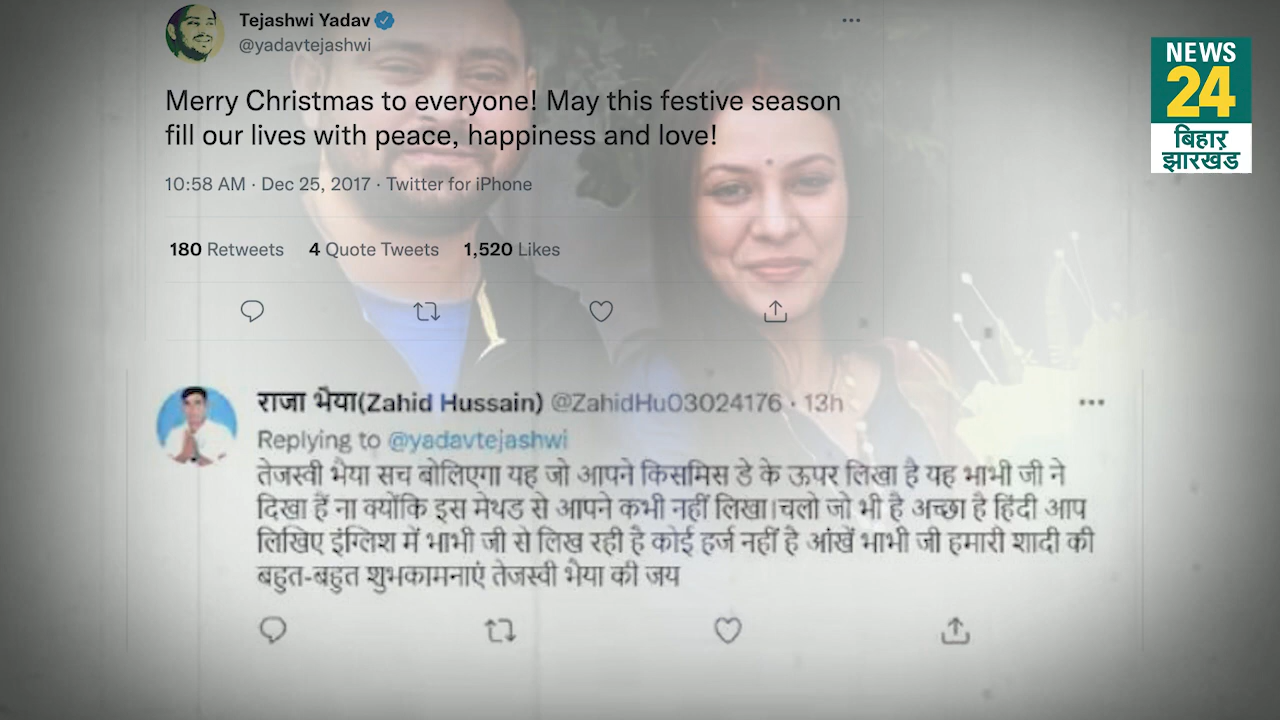 Tejashwi Yadav
@yadavtejashwi
Merry Christmas to everyone! May this festive season
fill our lives with peace, happiness and love!
10:58 AM · Dec 25, 2017 · Twitter for iPhone
180 Retweets 4 Quote Tweets 1,520 Likes
NEWS
24
बिहार
झारखंड
राजा भैया(Zahid Hussain) @ZahidHu03024176 · 13h
Replying to @yadavtejashwi
तेजस्वी भैया सच बोलिएगा यह जो आपने किसमिस डे के ऊपर लिखा है यह भाभी जी ने
दिखा हैं ना क्योंकि इस मेथड से आपने कभी नहीं लिखा।चलो जो भी है अच्छा है हिंदी आप
लिखिए इंग्लिश में भाभी जी से लिख रही है कोई हर्ज नहीं है आंखें भाभी जी हमारी शादी की
बहुत-बहुत शुभकामनाएं तेजस्वी भैया की जय